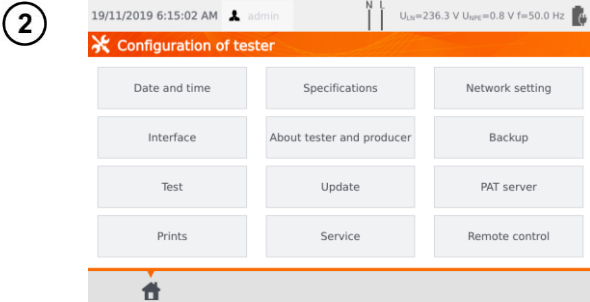 2
19/11/2019 6:15:02 AM admin N L ULN=236.3 V UNPE=0.8 V f=50.0 Hz
Configuration of tester
Date and time Specifications Network setting
Interface About tester and producer Backup
Test Update PAT server
Prints Service Remote control